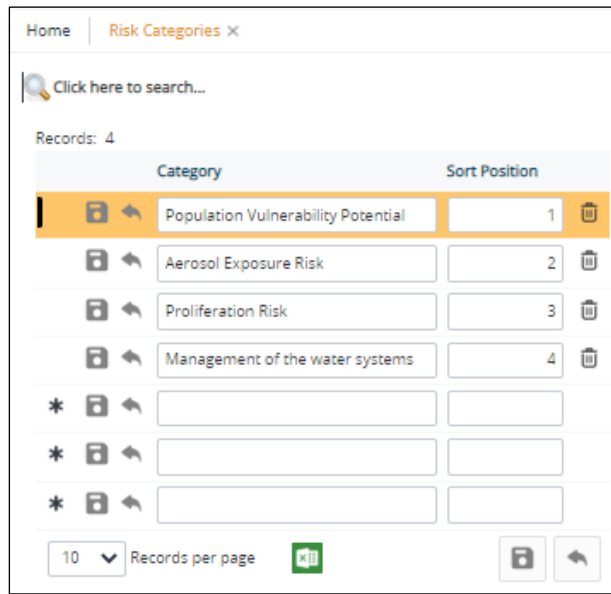 Home Risk Categories ×
Click here to search...
Records: 4
Category Sort Position
Population Vulnerability Potential 1
Aerosol Exposure Risk 2
Proliferation Risk 3
Management of the water systems 4
*
*
*
10 Records per page